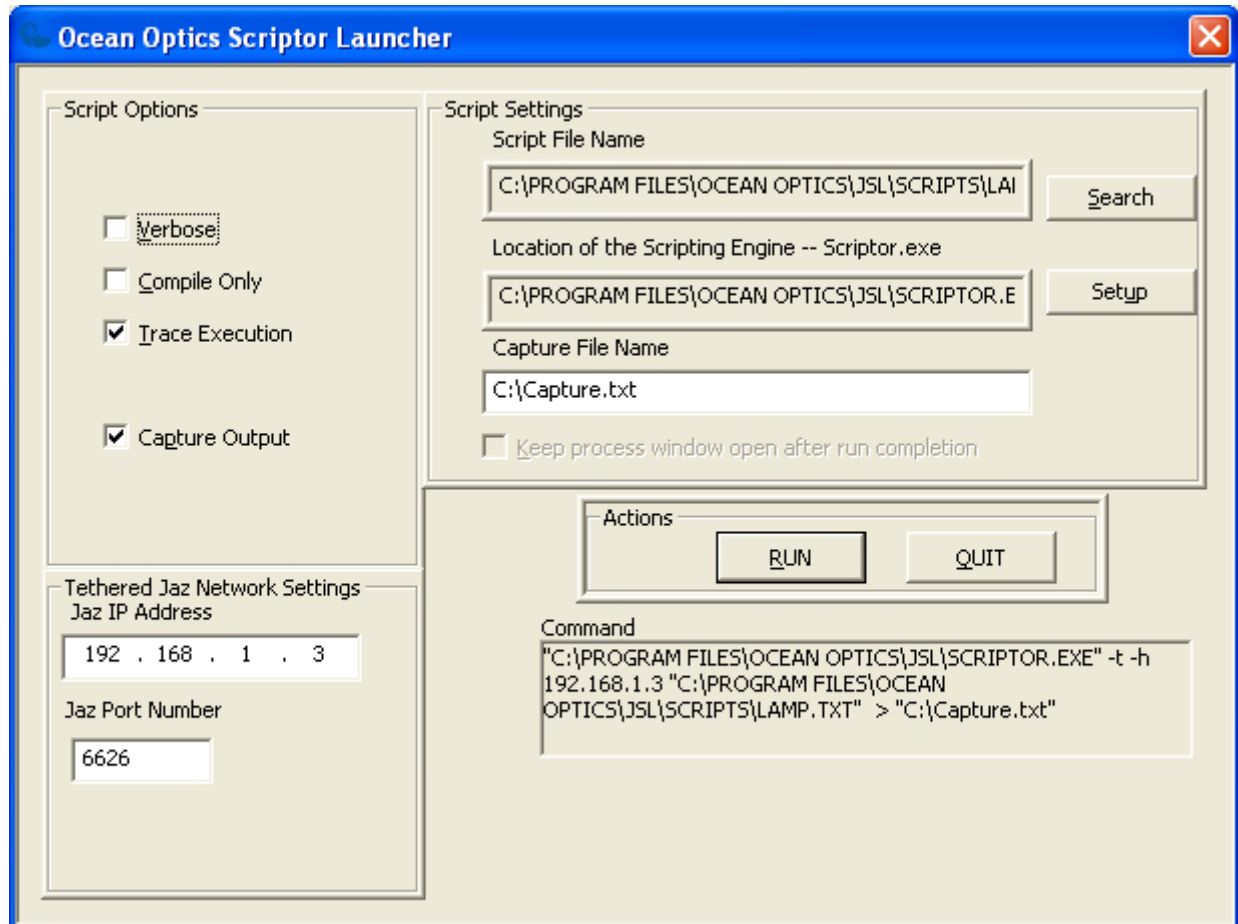 Ocean Optics Scriptor Launcher
Script Options
Verbose
Compile Only
Trace Execution
Capture Output
Script Settings
Script File Name
C:\PROGRAM FILES\OCEAN OPTICS\JSL\SCRIPTS\LA
Search
Location of the Scripting Engine -- Scriptor.exe
C:\PROGRAM FILES\OCEAN OPTICS\JSL\SCRIPTOR.E
Setup
Capture File Name
C:\Capture.txt
Keep process window open after run completion
Actions
RUN
QUIT
Tethered Jaz Network Settings
Jaz IP Address
192 . 168 . 1 . 3
Jaz Port Number
6626
Command
"C:\PROGRAM FILES\OCEAN OPTICS\JSL\SCRIPTOR.EXE" -t -h
192.168.1.3 "C:\PROGRAM FILES\OCEAN
OPTICS\JSL\SCRIPTS\LAMP.TXT" > "C:\Capture.txt"